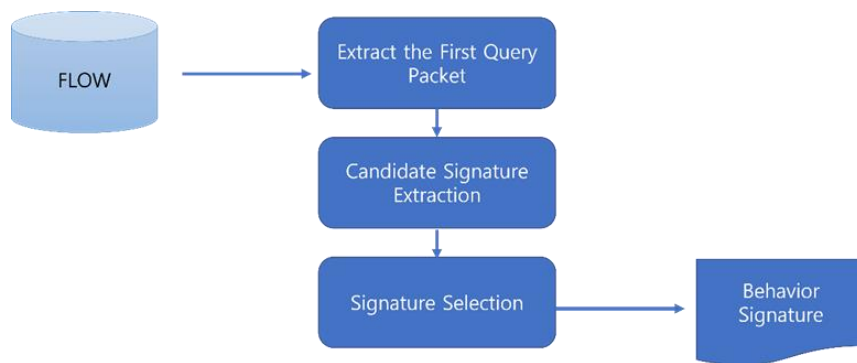 FLOW
Extract the First Query
Packet
Candidate Signature
Extraction
Signature Selection
Behavior
Signature